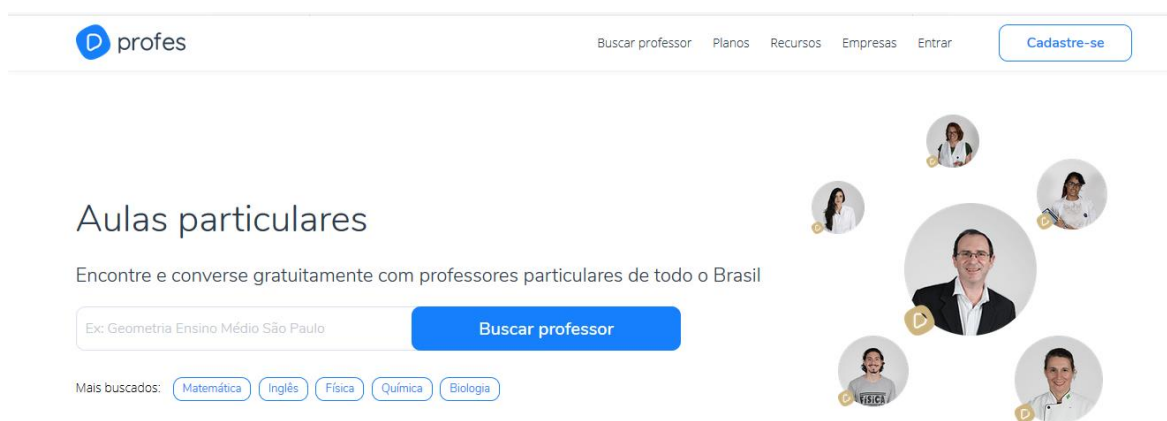 profes
Buscar professor Planos Recursos Empresas Entrar Cadastre-se
Aulas particulares
Encontre e converse gratuitamente com professores particulares de todo o Brasil
Ex: Geometria Ensino Médio São Paulo Buscar professor
Mais buscados: Matemática Inglês Física Química Biologia
FÍSICA